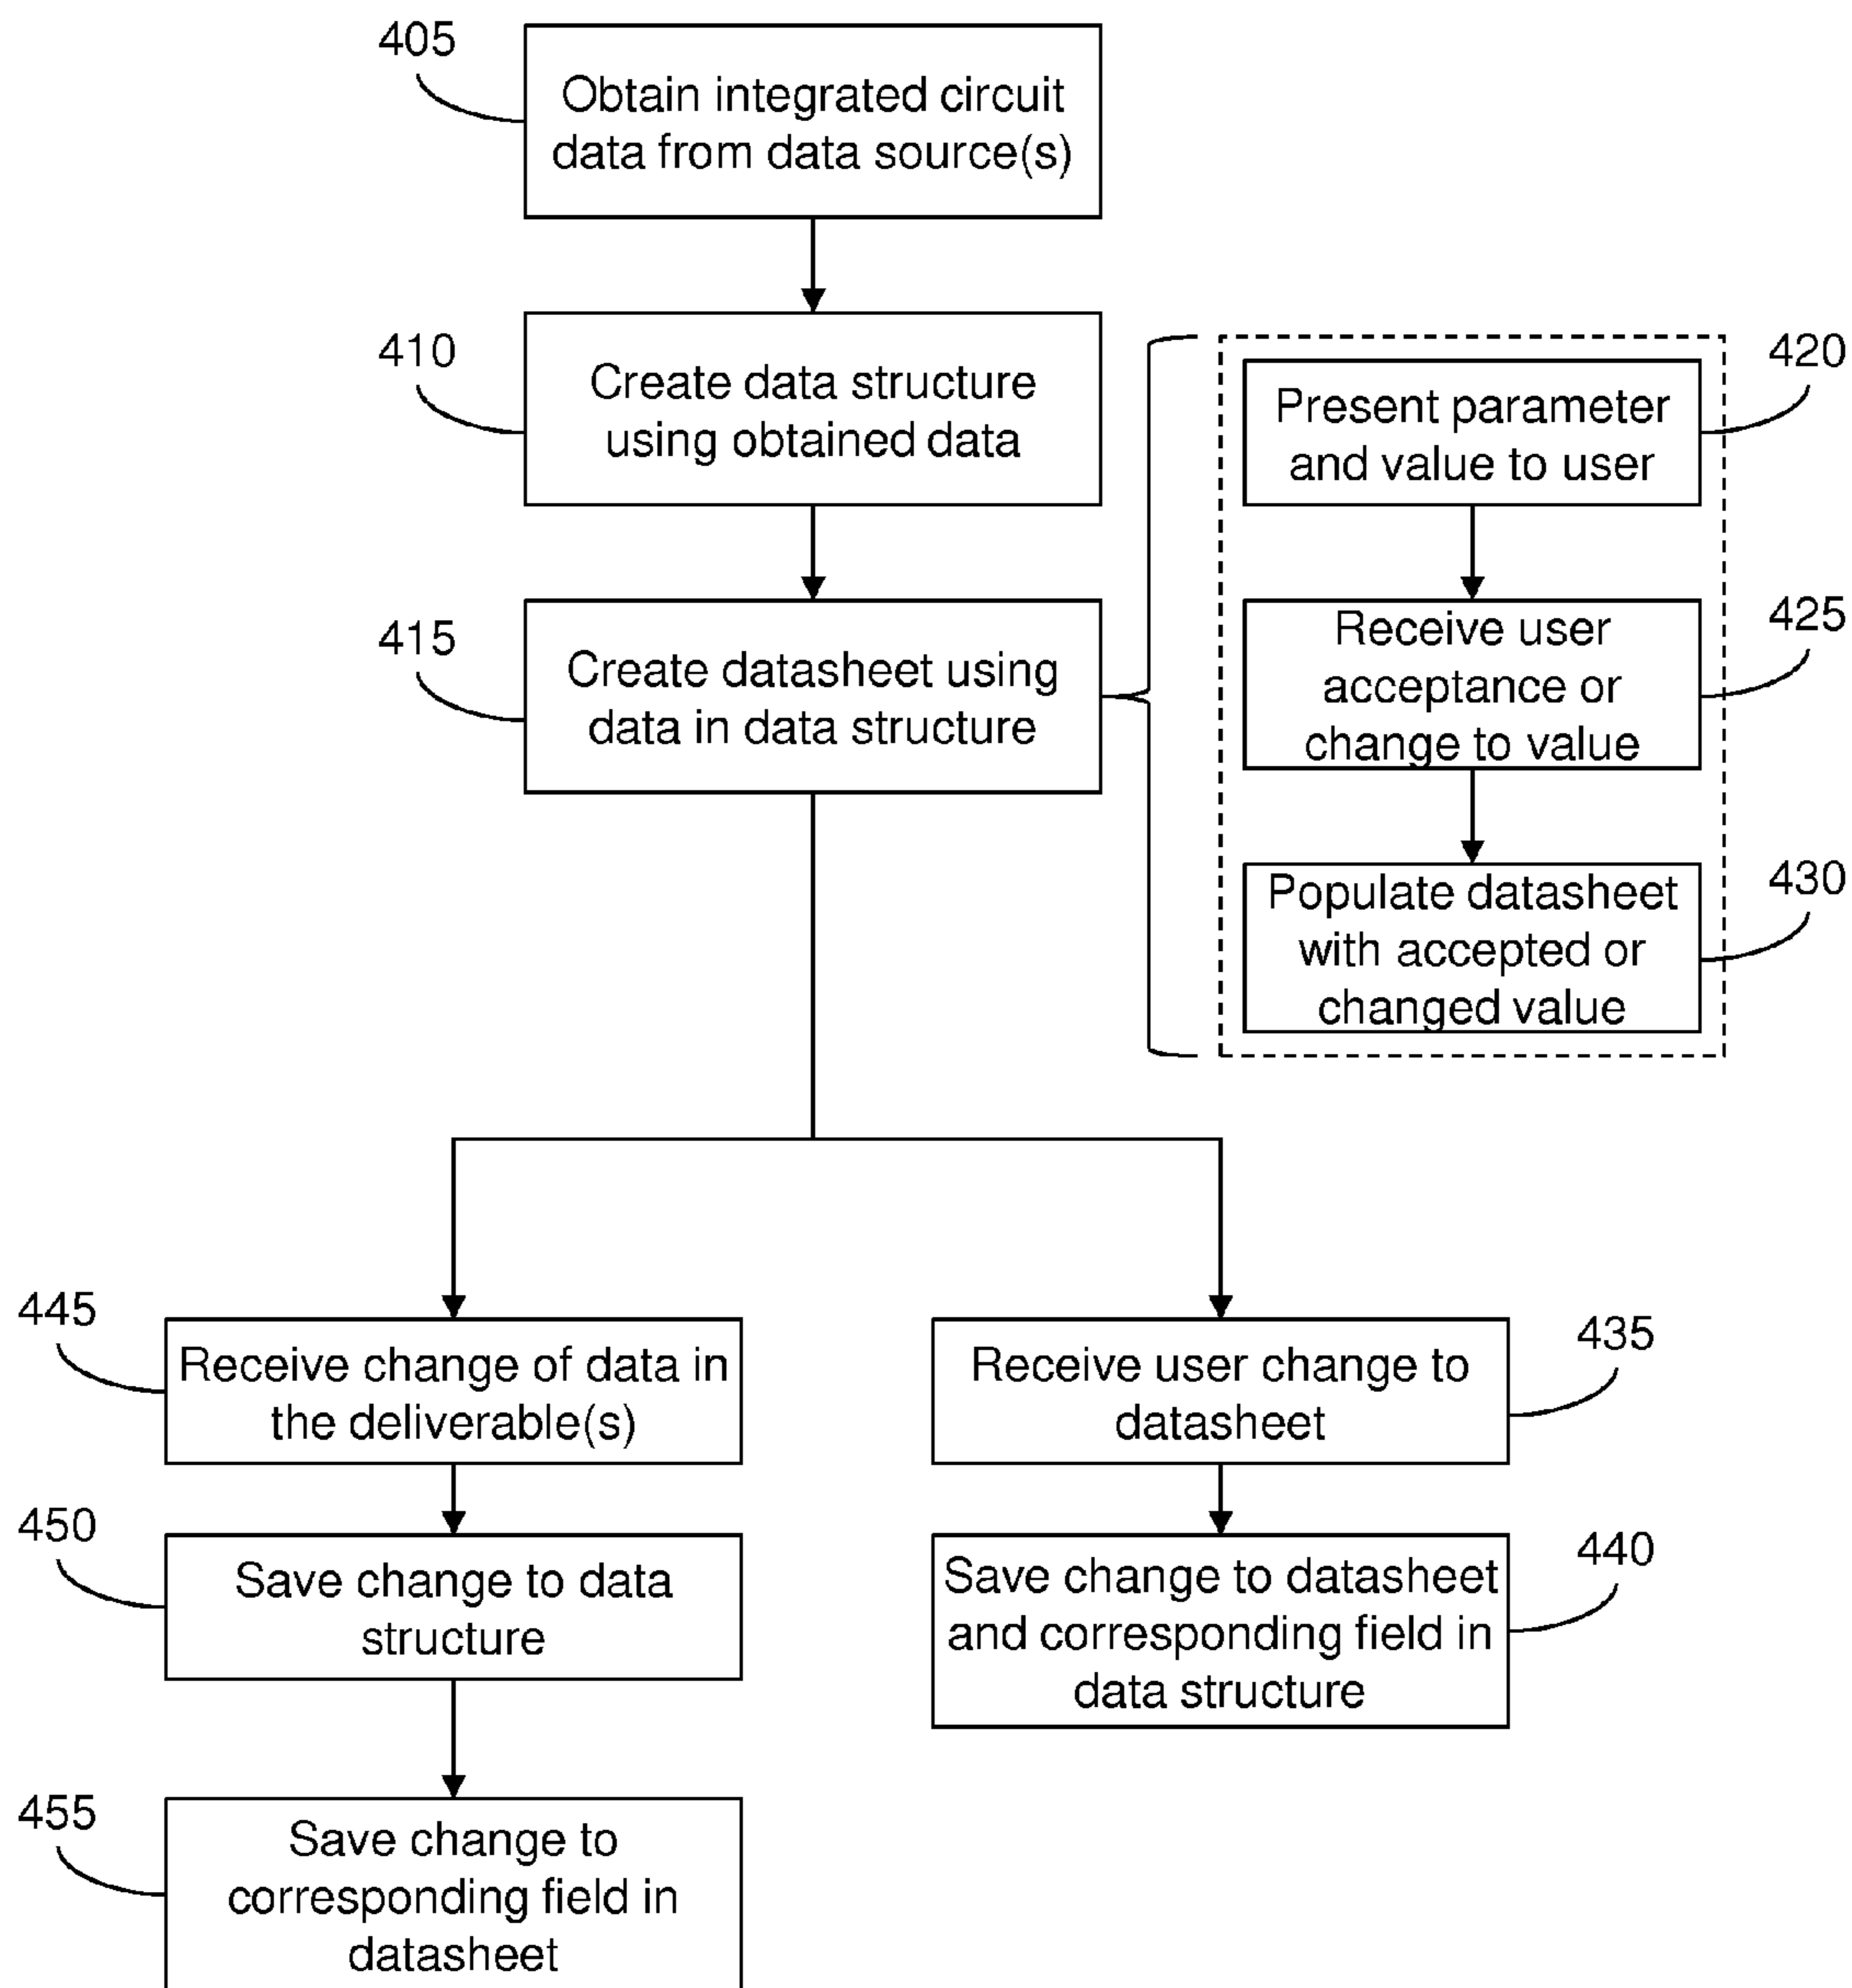 405
Obtain integrated circuit
data from data source(s)
410
Create data structure
using obtained data
415
Create datasheet using
data in data structure
420
Present parameter
and value to user
425
Receive user
acceptance or
change to value
430
Populate datasheet
with accepted or
changed value
445
Receive change of data in
the deliverable(s)
450
Save change to data
structure
455
Save change to
corresponding field in
datasheet
435
Receive user change to
datasheet
440
Save change to datasheet
and corresponding field in
data structure